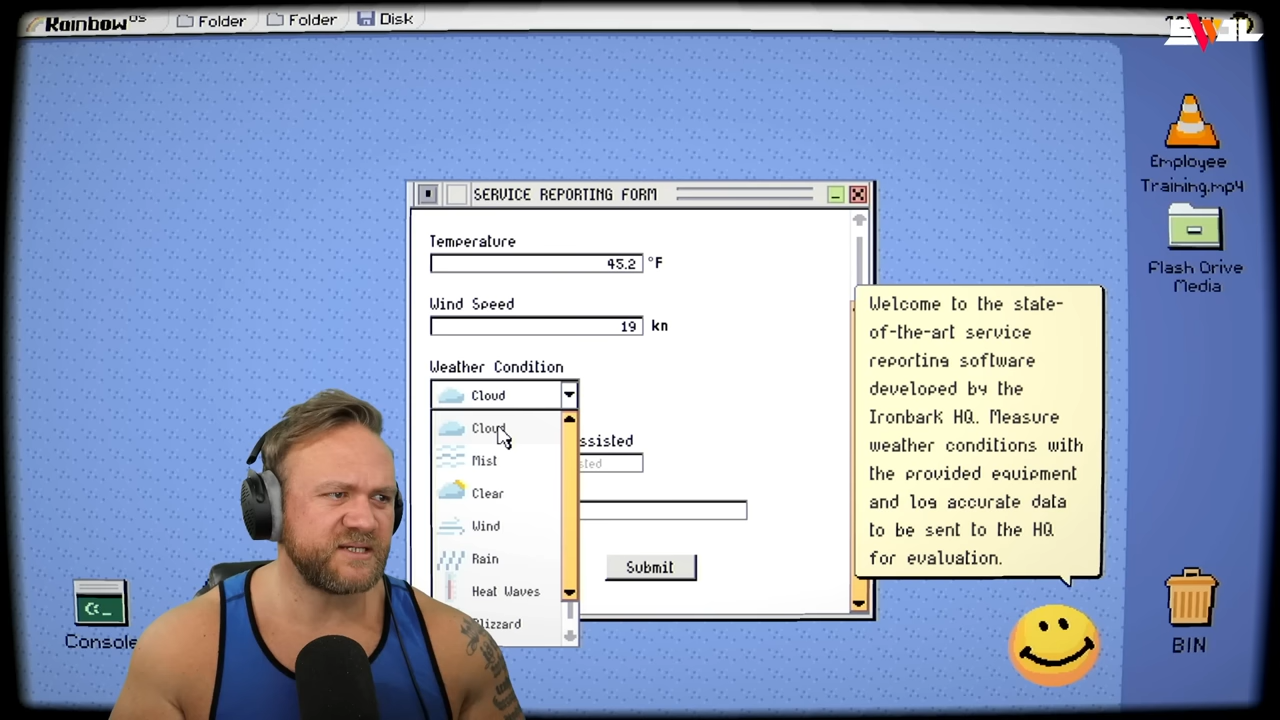 Rainbow OS
Folder
Folder
Disk
Employee
Training.mp4
Flash Drive
Media
SERVICE REPORTING FORM
Temperature
45.2 °F
Wind Speed
19 kn
Weather Condition
Cloud
Cloud
Mist
Clear
Wind
Rain
Heat Waves
Blizzard
Submit
Welcome to the state-
of-the-art service
reporting software
developed by the
Ironbark HQ. Measure
weather conditions with
the provided equipment
and log accurate data
to be sent to the HQ
for evaluation.
Console
BIN